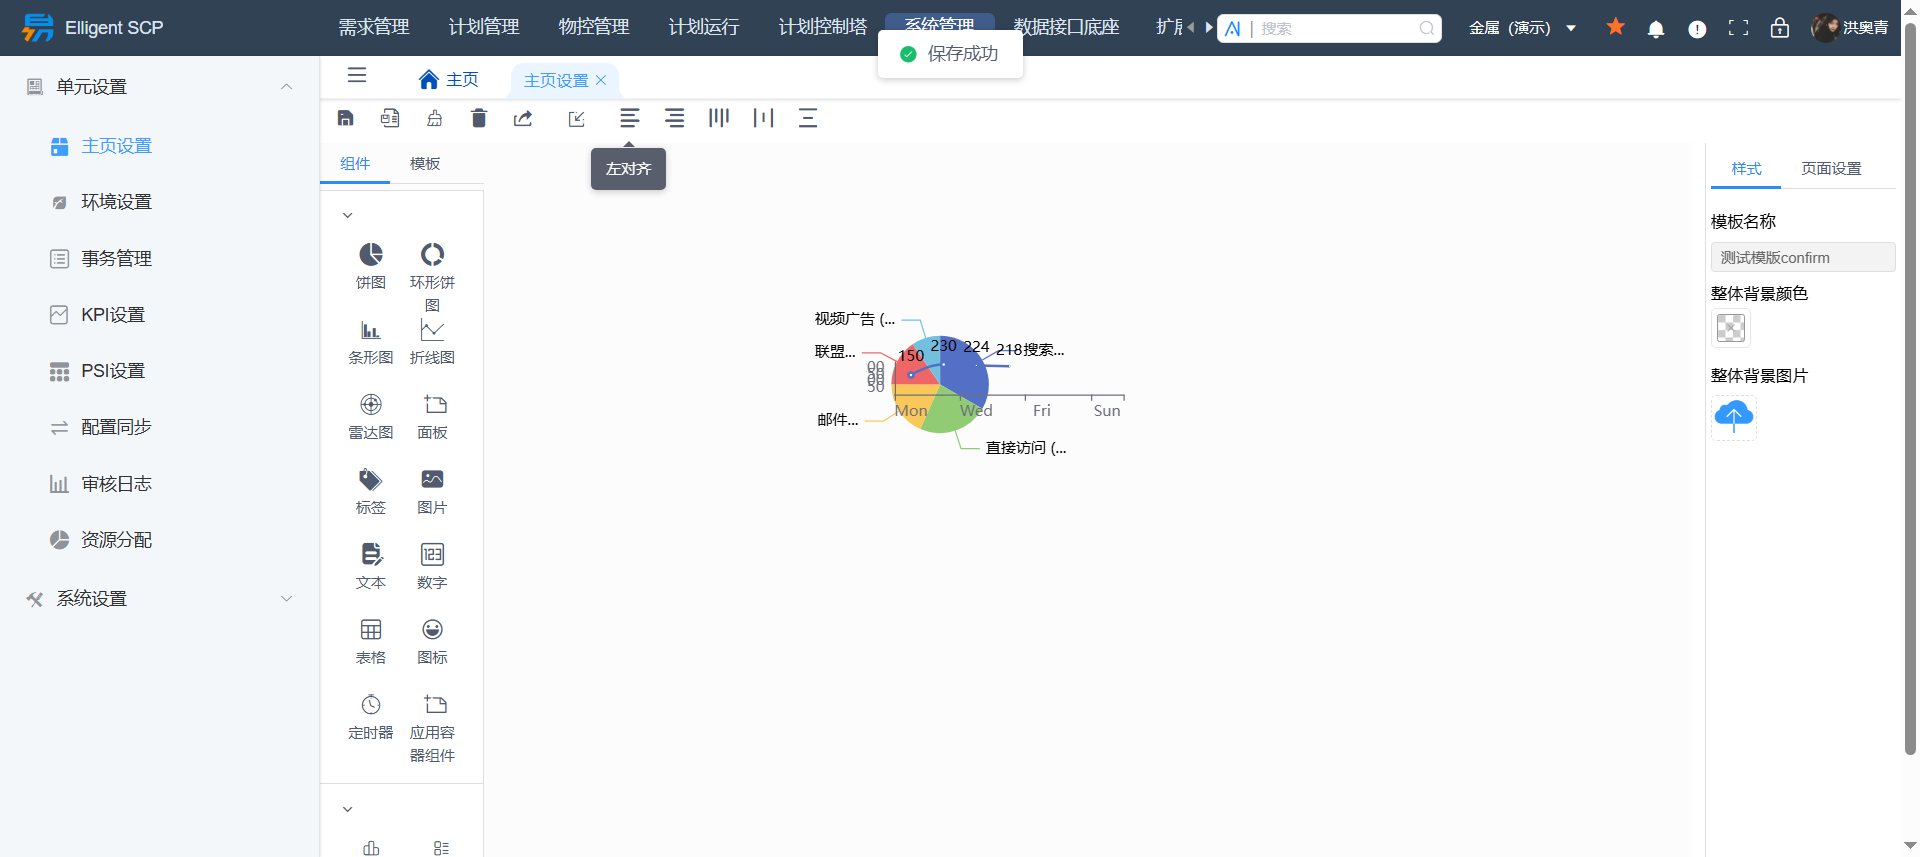 Elligent SCP
需求管理
计划管理
物控管理
计划运行
计划控制塔
系统管理
数据接口底座
搜索
金属（演示）
洪奥青
保存成功
单元设置
主页设置
环境设置
事务管理
KPI设置
PSI设置
配置同步
审核日志
资源分配
系统设置
主页
主页设置
左对齐
组件
模板
饼图
环形饼
图
条形图
折线图
雷达图
面板
标签
图片
文本
数字
表格
图标
定时器
应用容
器组件
视频广告 (...
联盟...
邮件...
150
230
224
218
搜索...
50
Mon
Wed
Fri
Sun
直接访问 (...
样式
页面设置
模板名称
测试模版confirm
整体背景颜色
整体背景图片